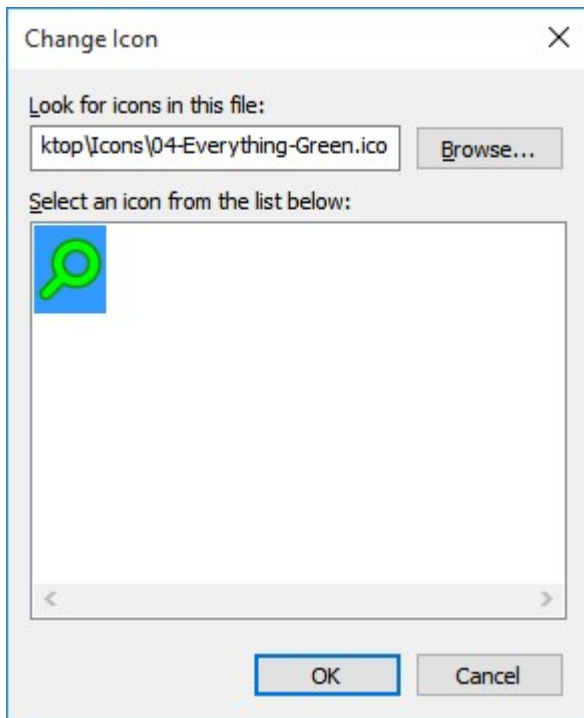 Change Icon
Look for icons in this file:
ktop\Icons\04-Everything-Green.ico
Browse...
Select an icon from the list below:
OK
Cancel